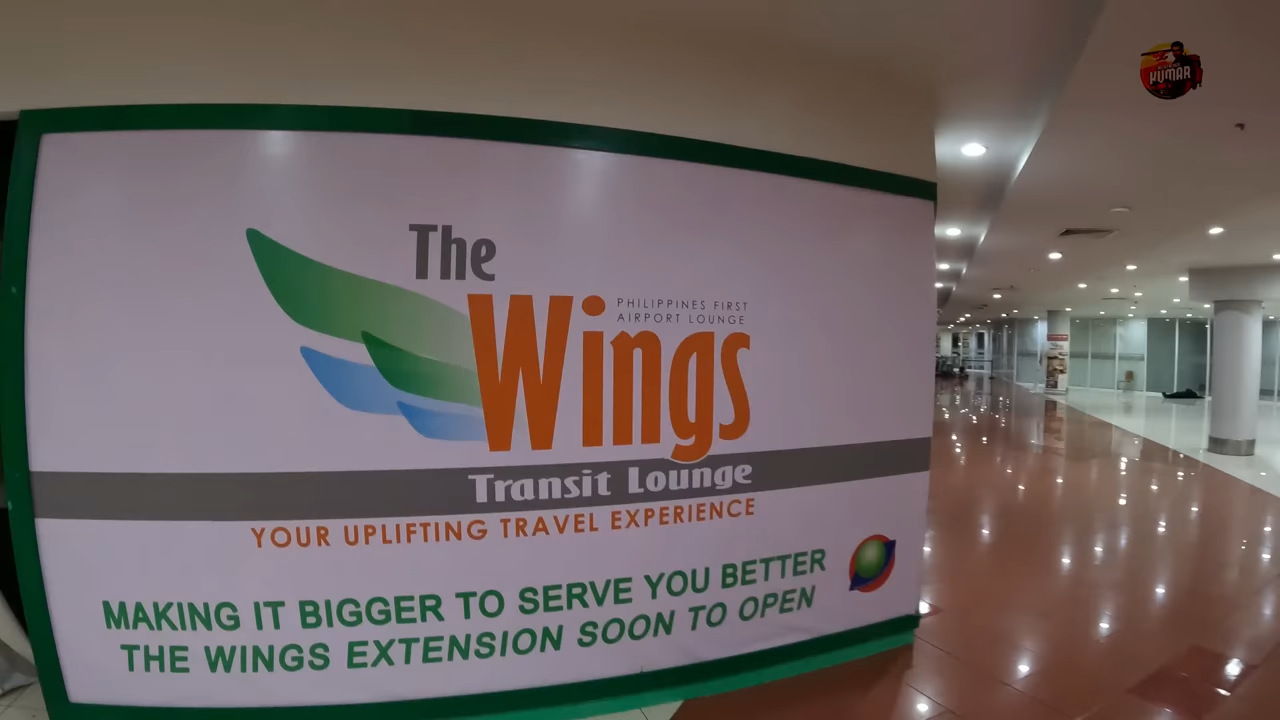 The
Wings
PHILIPPINES FIRST
AIRPORT LOUNGE
Transit Lounge
YOUR UPLIFTING TRAVEL EXPERIENCE
MAKING IT BIGGER TO SERVE YOU BETTER
THE WINGS EXTENSION SOON TO OPEN
KUMAR